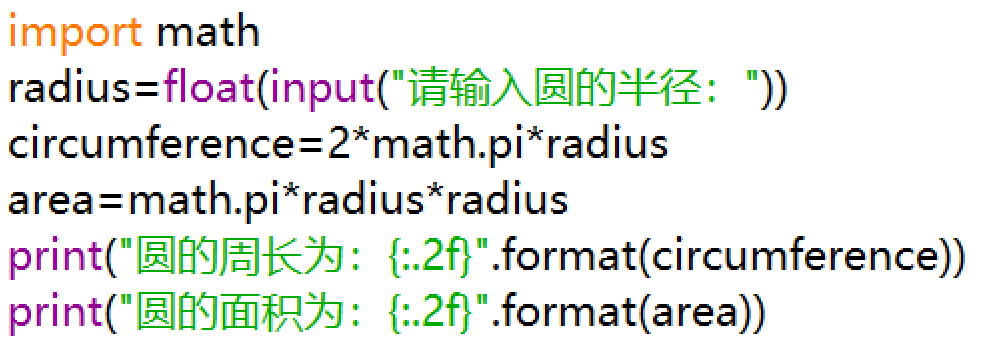 import math
radius=float(input("请输入圆的半径："))
circumference=2*math.pi*radius
area=math.pi*radius*radius
print("圆的周长为：{:.2f}".format(circumference))
print("圆的面积为：{:.2f}".format(area))